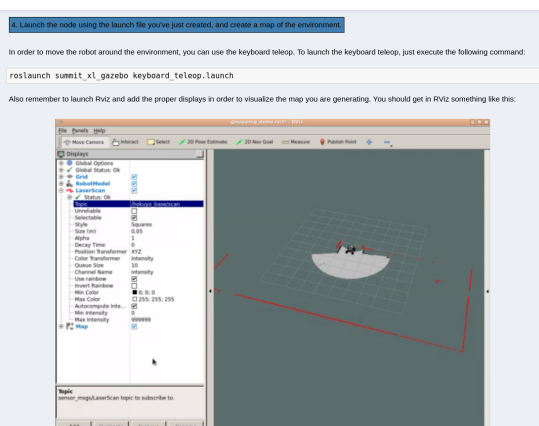 4. Launch the node using the launch file you've just created, and create a map of the environment.
In order to move the robot around the environment, you can use the keyboard teleop. To launch the keyboard teleop, just execute the following command:
roslaunch summit_xl_gazebo keyboard_teleop.launch
Also remember to launch Rviz and add the proper displays in order to visualize the map you are generating. You should get in RViz something like this:
File Panels Help
Move Camera Interact Select 2D Pose Estimate 2D Nav Goal Measure Publish Point
Displays
Global Options
Global Status: Ok
Grid
RobotModel
LaserScan
Status: Ok
Topic /hokuyo_base/scan
Unreliable
Selectable
Style Squares
Size (m) 0.05
Alpha 1
Decay Time 0
Position Transformer XYZ
Color Transformer Intensity
Queue Size 10
Channel Name intensity
Use rainbow
Invert Rainbow
Min Color 0; 0; 0
Max Color 255; 255; 255
Autocompute Inte...
Min Intensity 0
Max Intensity 999999
Map
Topic
sensor_msgs/LaserScan topic to subscribe to.